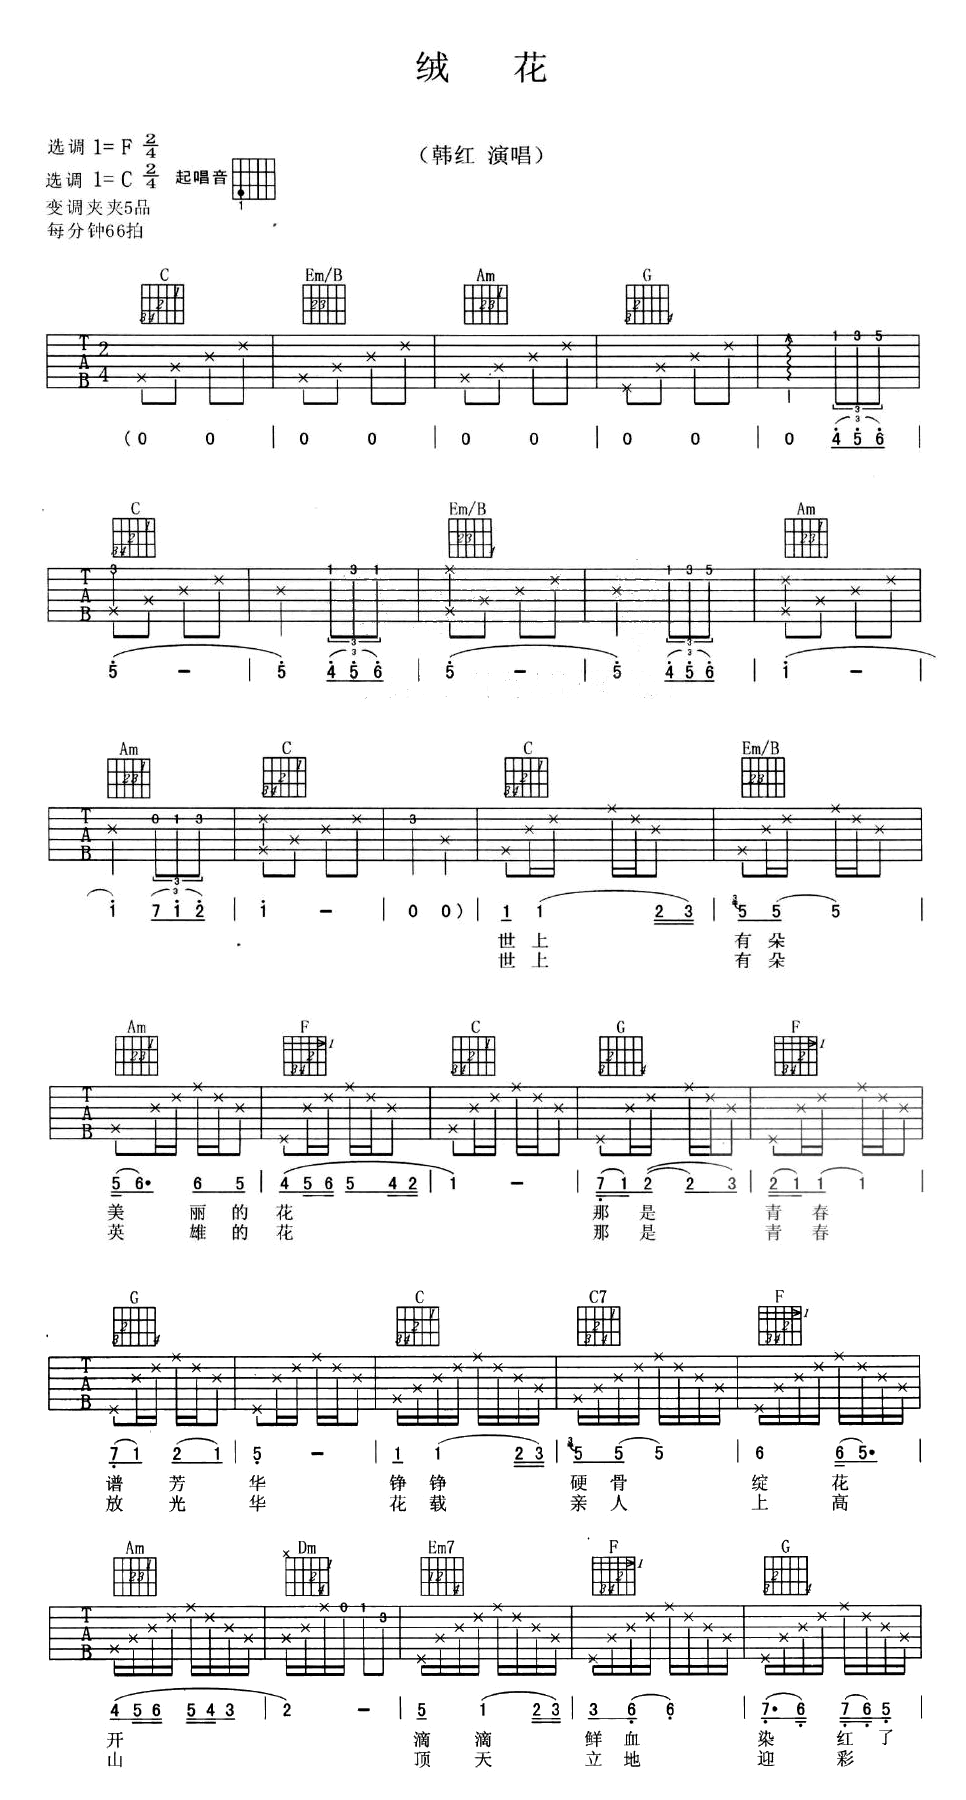 绒 花
(韩红 演唱)
选调 1= F 2/4
选调 1= C 2/4 起唱音
1
变调夹夹5品
每分钟66拍
C Em/B Am G
T A B 2 4 1 3 5
3
(0 0 | 0 0 | 0 0 | 0 0 | 0 4 5 6 |
C Em/B Am
T A B 3 1 3 1 1 3 5
3 3
5 - | 5 4 5 6 | 5 - | 5 4 5 6 | i - |
Am C C Em/B
T A B 0 1 3 3
3
i 7 i 2 | i - | 0 0) | 1 1 2 3 | 5 5 5 |
世 上 有 朵
世 上 有 朵
Am F C G F
T A B
5 6· 6 5 | 4 5 6 5 4 2 | 1 - | 7 1 2 2 3 | 2 1 1 1 |
美 丽 的 花 那 是 青 春
英 雄 的 花 那 是 青 春
G C C7 F
T A B
7 1 2 1 | 5 - | 1 1 2 3 | 5 5 5 | 6 6 5· |
谱 芳 华 铮 铮 硬 骨 绽 花
放 光 华 花 载 亲 人 上 高
Am Dm Em7 F G
T A B 0 1 3
4 5 6 5 4 3 | 2 - | 5 1 2 3 | 3 6 6 | 7· 6 7 6 5 |
开 滴 滴 鲜 血 染 红 了
山 顶 天 立 地 迎 彩